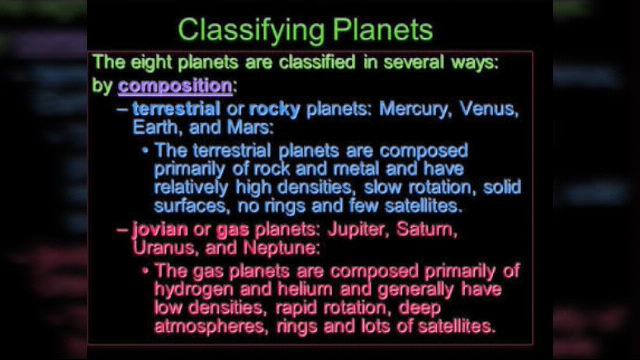 Classifying Planets
The eight planets are classified in several ways:
by composition:
– terrestrial or rocky planets: Mercury, Venus,
Earth, and Mars:
• The terrestrial planets are composed
primarily of rock and metal and have
relatively high densities, slow rotation, solid
surfaces, no rings and few satellites.
– jovian or gas planets: Jupiter, Saturn,
Uranus, and Neptune:
• The gas planets are composed primarily of
hydrogen and helium and generally have
low densities, rapid rotation, deep
atmospheres, rings and lots of satellites.